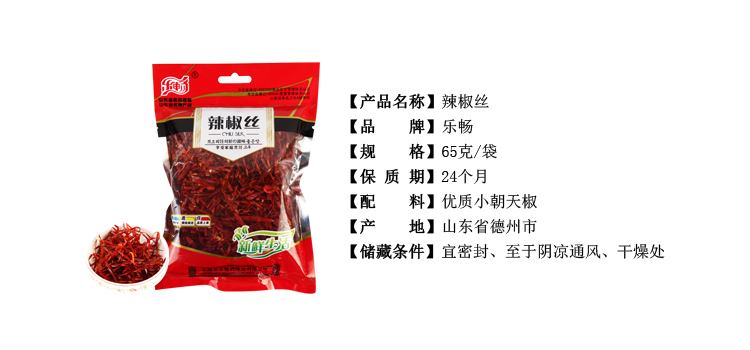 辣椒丝
新鲜生活
【产品名称】辣椒丝
【品 牌】乐畅
【规 格】65克/袋
【保 质 期】24个月
【配 料】优质小朝天椒
【产 地】山东省德州市
【储藏条件】宜密封、至于阴凉通风、干燥处